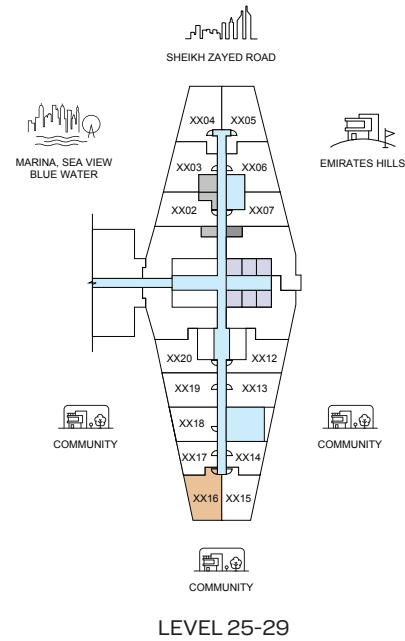 SHEIKH ZAYED ROAD
MARINA, SEA VIEW
BLUE WATER
EMIRATES HILLS
XX04 XX05
XX03 XX06
XX02 XX07
XX20 XX12
XX19 XX13
XX18
XX17 XX14
XX16 XX15
COMMUNITY
COMMUNITY
COMMUNITY
LEVEL 25-29